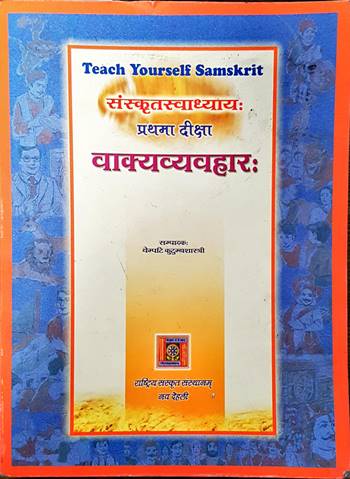 Teach Yourself Samskrit
संस्कृतस्वाध्यायः
प्रथमा दीक्षा
वाक्यव्यवहारः
सम्पादकः
वेम्पटि कुटुम्बशास्त्री
राष्ट्रिय संस्कृत संस्थानम्
नव देहली